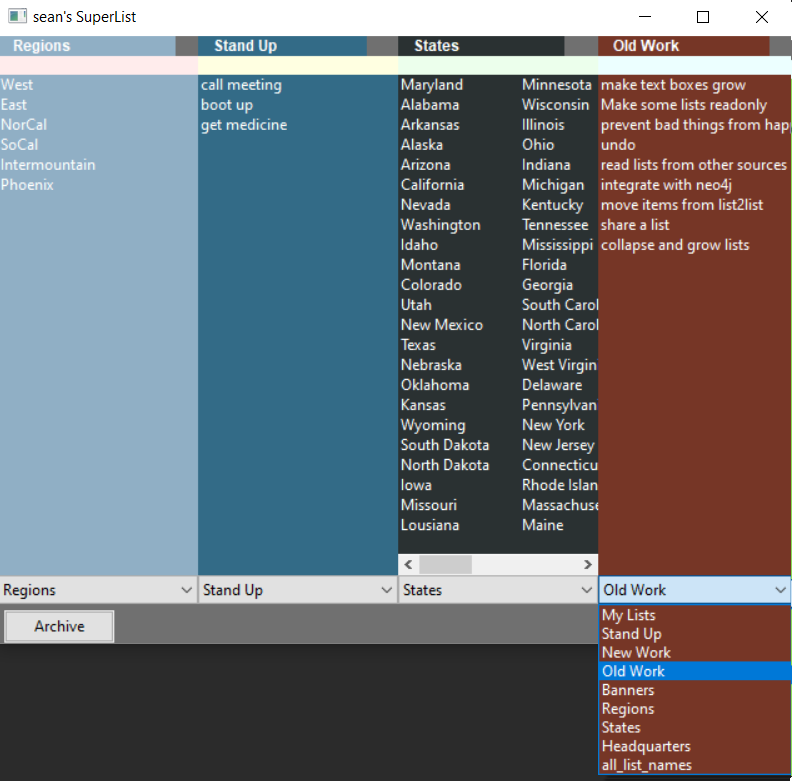 sean's SuperList
Regions
West
East
NorCal
SoCal
Intermountain
Phoenix
Regions
Stand Up
call meeting
boot up
get medicine
Stand Up
States
Maryland
Alabama
Arkansas
Alaska
Arizona
California
Nevada
Washington
Idaho
Montana
Colorado
Utah
New Mexico
Texas
Nebraska
Oklahoma
Kansas
Wyoming
South Dakota
North Dakota
Iowa
Missouri
Lousiana
Minnesota
Wisconsin
Illinois
Ohio
Indiana
Michigan
Kentucky
Tennessee
Mississippi
Florida
Georgia
South Carol
North Carol
Virginia
West Virgin
Delaware
Pennsylvan
New York
New Jersey
Connecticu
Rhode Islan
Massachuse
Maine
States
Old Work
make text boxes grow
Make some lists readonly
prevent bad things from hap
undo
read lists from other sources
integrate with neo4j
move items from list2list
share a list
collapse and grow lists
Old Work
My Lists
Stand Up
New Work
Old Work
Banners
Regions
States
Headquarters
all_list_names
Archive